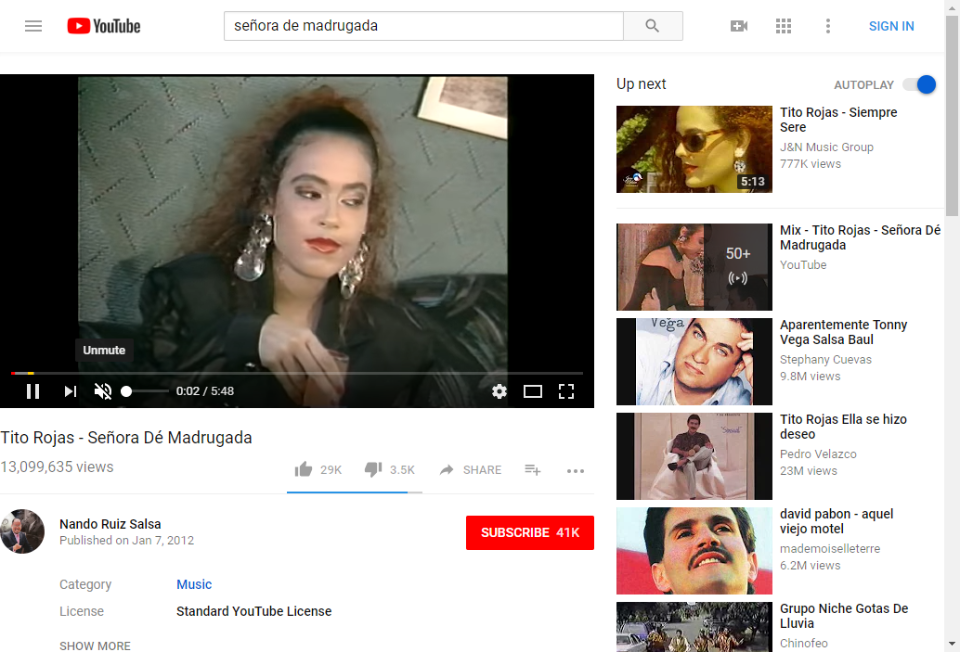 YouTube
señora de madrugada
SIGN IN
Unmute
0:02 / 5:48
Tito Rojas - Señora Dé Madrugada
13,099,635 views
29K
3.5K
SHARE
Nando Ruiz Salsa
Published on Jan 7, 2012
SUBSCRIBE 41K
Category
Music
License
Standard YouTube License
SHOW MORE
Up next
AUTOPLAY
5:13
Tito Rojas - Siempre
Sere
J&N Music Group
777K views
50+
Mix - Tito Rojas - Señora Dé
Madrugada
YouTube
Vega
Aparentemente Tonny
Vega Salsa Baul
Stephany Cuevas
9.8M views
Tito Rojas Ella se hizo
deseo
Pedro Velazco
23M views
david pabon - aquel
viejo motel
mademoiselleterre
6.2M views
Grupo Niche Gotas De
Lluvia
Chinofeo